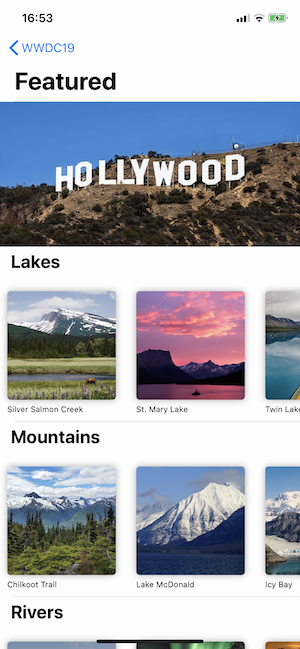 16:53
WWDC19
Featured
HOLLYWOOD
Lakes
Silver Salmon Creek
St. Mary Lake
Twin Lake
Mountains
Chilkoot Trail
Lake McDonald
Icy Bay
Rivers